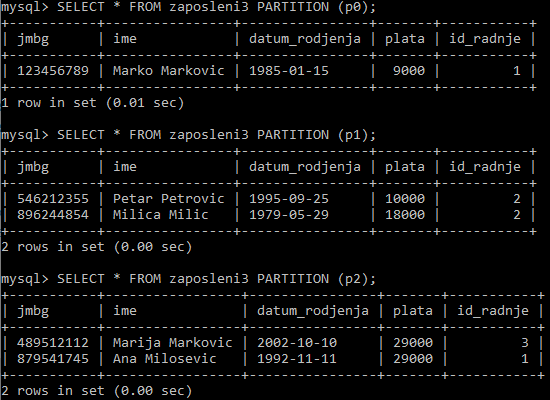 mysql> SELECT * FROM zaposleni3 PARTITION (p0);
+-----------+----------------+----------------+-------+-----------+
| jmbg      | ime            | datum_rodjenja | plata | id_radnje |
+-----------+----------------+----------------+-------+-----------+
| 123456789 | Marko Markovic | 1985-01-15     |  9000 |         1 |
+-----------+----------------+----------------+-------+-----------+
1 row in set (0.01 sec)
mysql> SELECT * FROM zaposleni3 PARTITION (p1);
+-----------+----------------+----------------+-------+-----------+
| jmbg      | ime            | datum_rodjenja | plata | id_radnje |
+-----------+----------------+----------------+-------+-----------+
| 546212355 | Petar Petrovic | 1995-09-25     | 10000 |         2 |
| 896244854 | Milica Milic   | 1979-05-29     | 18000 |         2 |
+-----------+----------------+----------------+-------+-----------+
2 rows in set (0.00 sec)
mysql> SELECT * FROM zaposleni3 PARTITION (p2);
+-----------+-----------------+----------------+-------+-----------+
| jmbg      | ime             | datum_rodjenja | plata | id_radnje |
+-----------+-----------------+----------------+-------+-----------+
| 489512112 | Marija Markovic | 2002-10-10     | 29000 |         3 |
| 879541745 | Ana Milosevic   | 1992-11-11     | 29000 |         1 |
+-----------+-----------------+----------------+-------+-----------+
2 rows in set (0.00 sec)